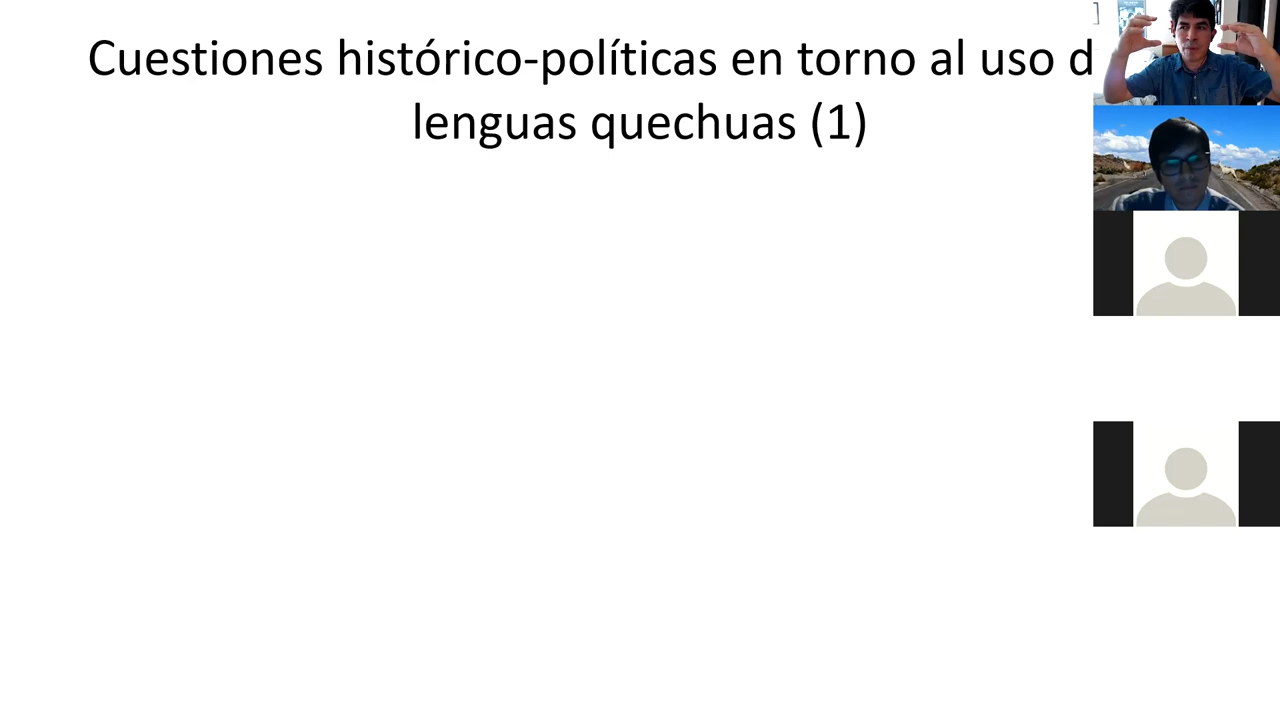 Cuestiones histórico-políticas en torno al uso d
lenguas quechuas (1)